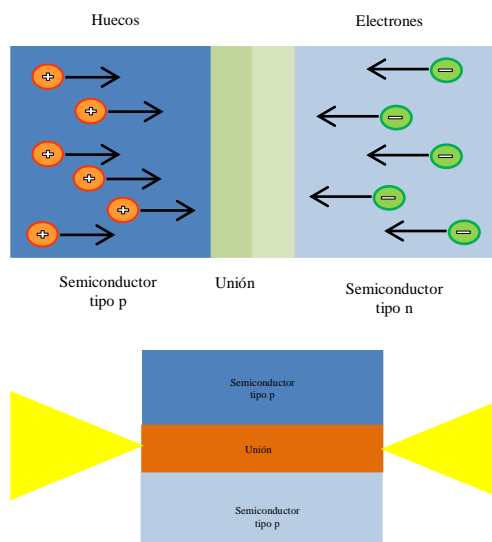 Huecos
Electrones
+
+
+
+
+
+
−
−
−
−
−
Semiconductor
tipo p
Unión
Semiconductor
tipo n
Semiconductor
tipo p
Unión
Semiconductor
tipo p